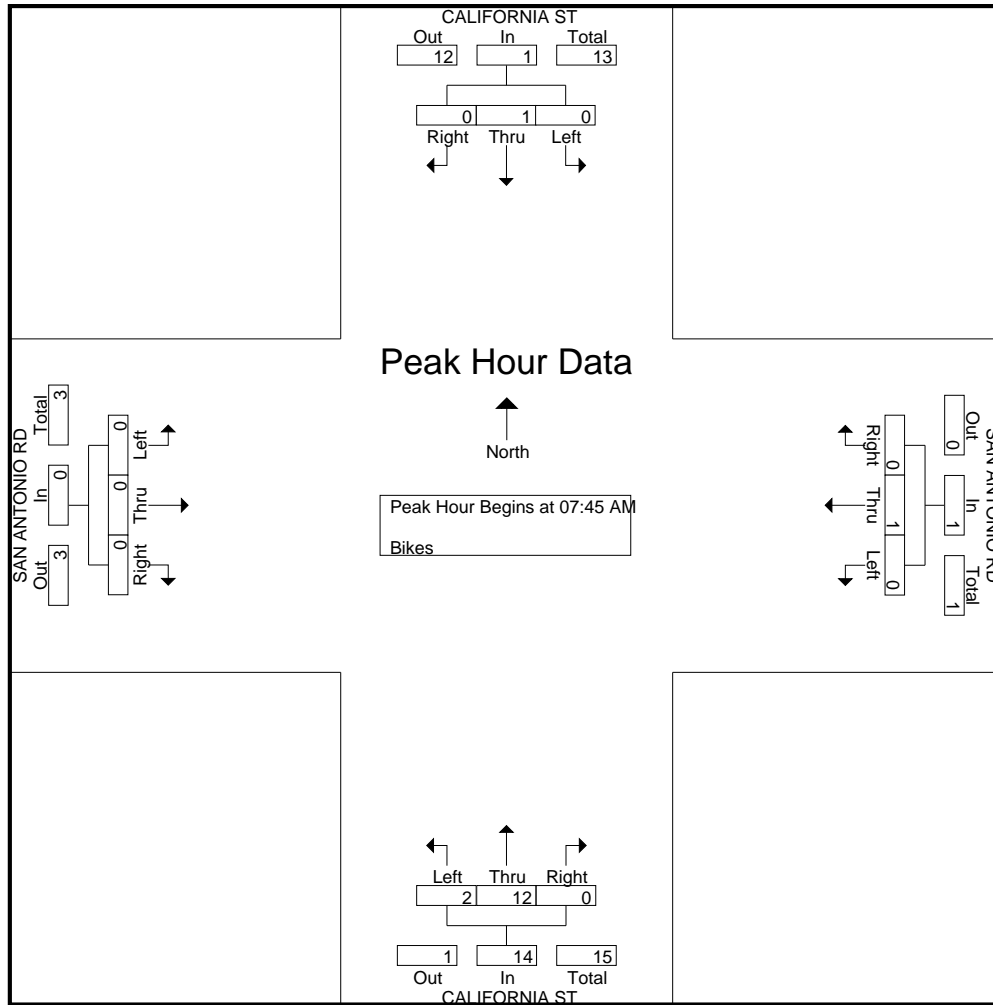 CALIFORNIA ST
Out In Total
12 1 13
0 1 0
Right Thru Left
Peak Hour Data
North
Peak Hour Begins at 07:45 AM
Bikes
SAN ANTONIO RD
Out In Total
3 0 3
Left Thru Right
0 0 0
SAN ANTONIO RD
Out In Total
0 1 1
Right Thru Left
0 1 0
Left Thru Right
2 12 0
1 14 15
Out In Total
CALIFORNIA ST